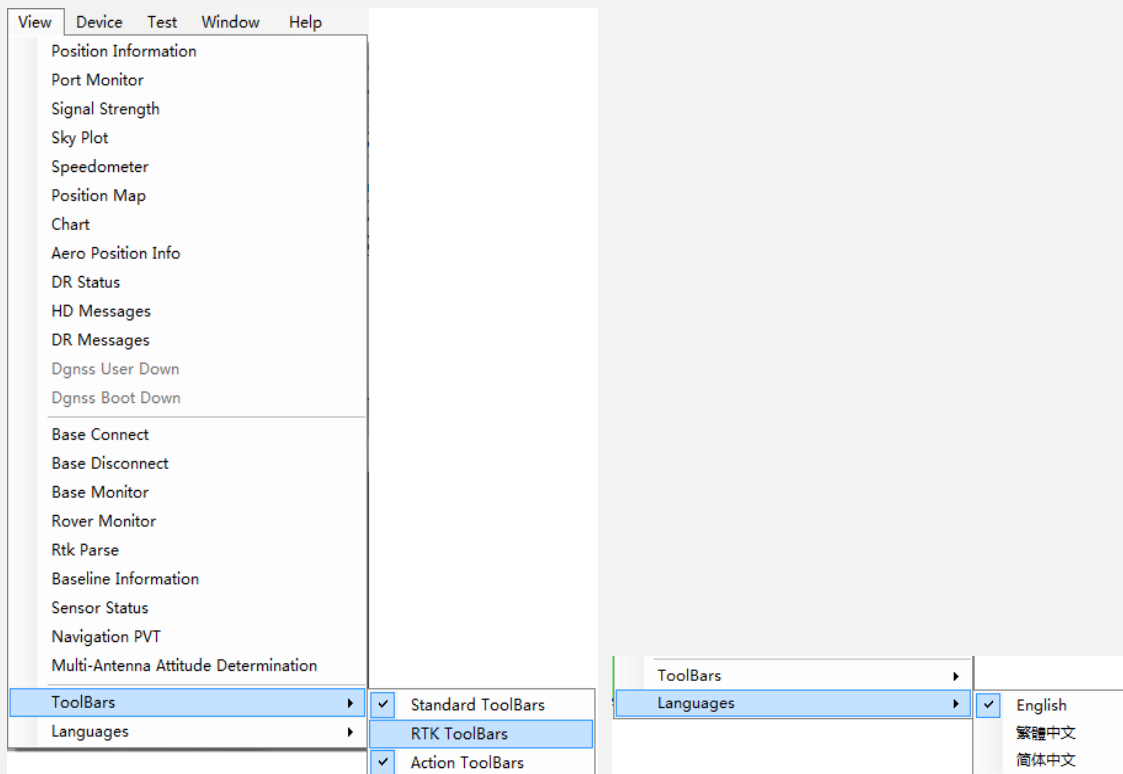 View Device Test Window Help
Position Information
Port Monitor
Signal Strength
Sky Plot
Speedometer
Position Map
Chart
Aero Position Info
DR Status
HD Messages
DR Messages
Dgnss User Down
Dgnss Boot Down
Base Connect
Base Disconnect
Base Monitor
Rover Monitor
Rtk Parse
Baseline Information
Sensor Status
Navigation PVT
Multi-Antenna Attitude Determination
ToolBars
Languages
Standard ToolBars
RTK ToolBars
Action ToolBars
ToolBars
Languages
English
繁體中文
简体中文